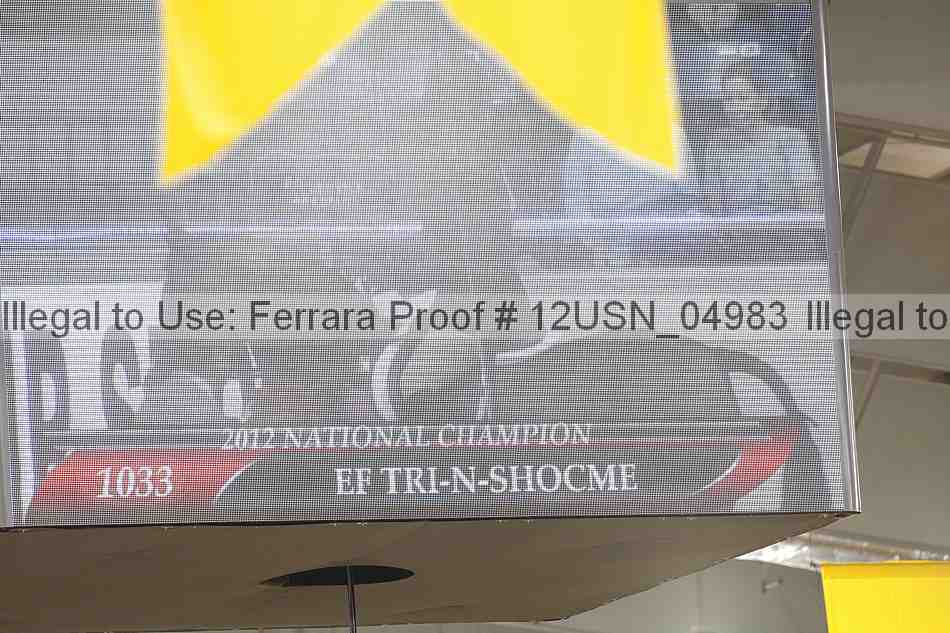 Illegal to Use: Ferrara Proof # 12USN_04983 Illegal to
2012 NATIONAL CHAMPION
1033 EF TRI-N-SHOCME